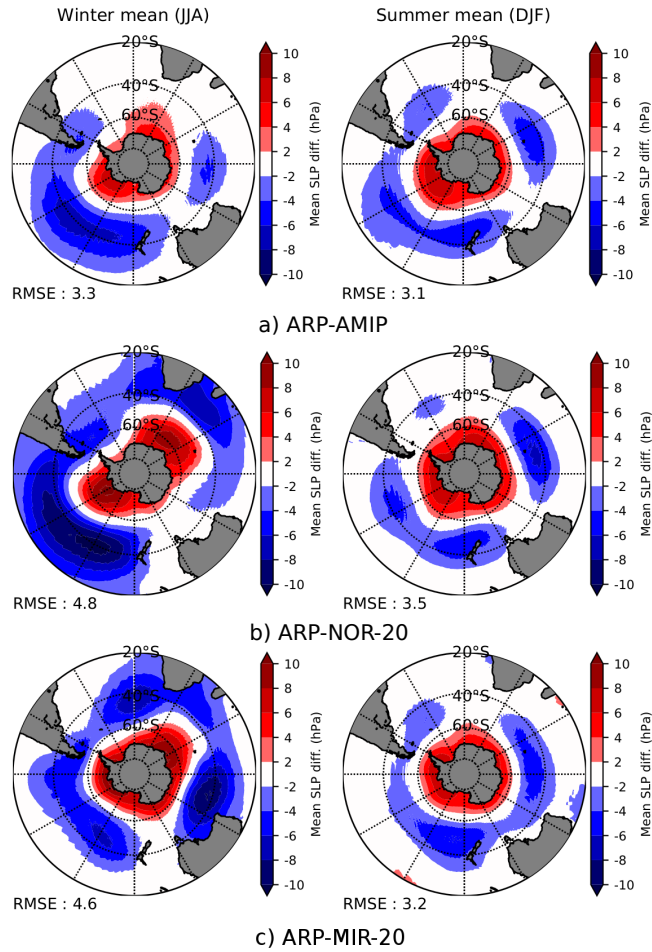 Winter mean (JJA)
Summer mean (DJF)
20°S
40°S
60°S
10
8
6
4
2
-2
-4
-6
-8
-10
Mean SLP diff. (hPa)
RMSE : 3.3
20°S
40°S
60°S
10
8
6
4
2
-2
-4
-6
-8
-10
Mean SLP diff. (hPa)
RMSE : 3.1
a) ARP-AMIP
20°S
40°S
60°S
10
8
6
4
2
-2
-4
-6
-8
-10
Mean SLP diff. (hPa)
RMSE : 4.8
20°S
40°S
60°S
10
8
6
4
2
-2
-4
-6
-8
-10
Mean SLP diff. (hPa)
RMSE : 3.5
b) ARP-NOR-20
20°S
40°S
60°S
10
8
6
4
2
-2
-4
-6
-8
-10
Mean SLP diff. (hPa)
RMSE : 4.6
20°S
40°S
60°S
10
8
6
4
2
-2
-4
-6
-8
-10
Mean SLP diff. (hPa)
RMSE : 3.2
c) ARP-MIR-20